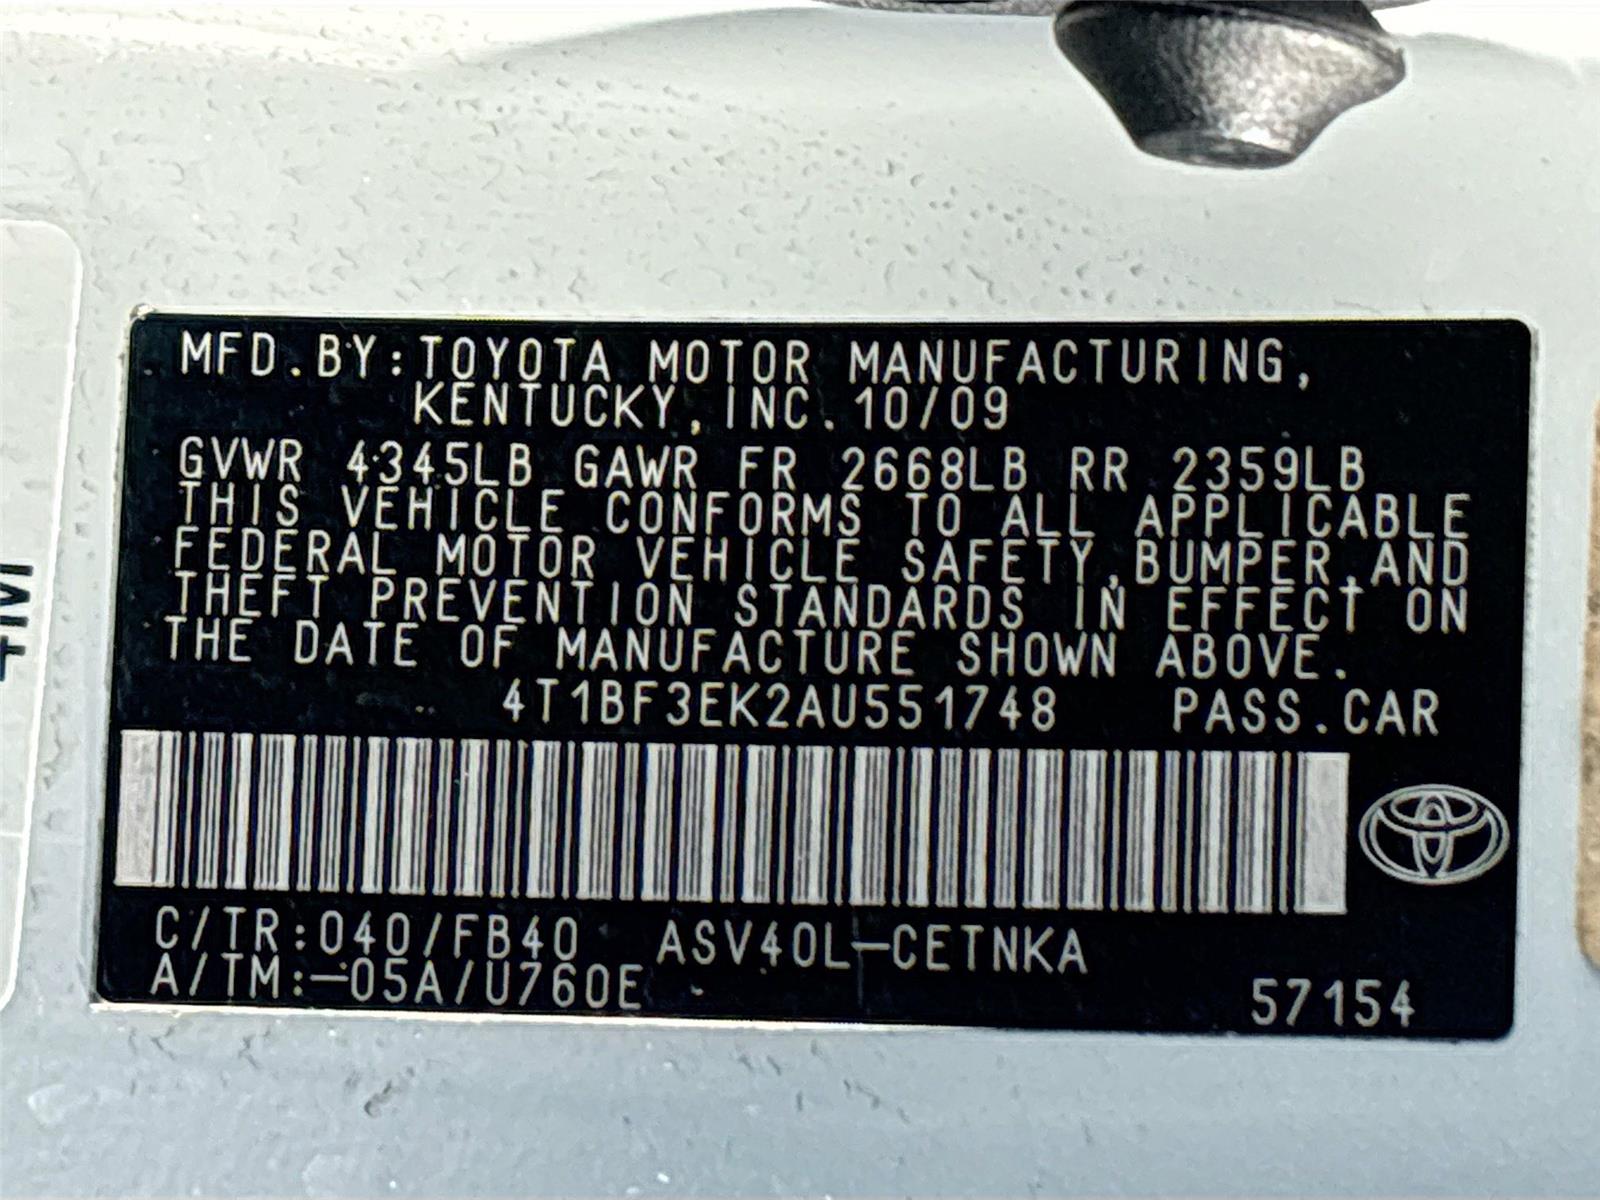 MFD.BY:TOYOTA MOTOR MANUFACTURING,
KENTUCKY,INC.10/09
GVWR 4345LB GAWR FR 2668LB RR 2359LB
THIS VEHICLE CONFORMS TO ALL APPLICABLE
FEDERAL MOTOR VEHICLE SAFETY,BUMPER,AND
THEFT PREVENTION STANDARDS IN EFFECT ON
THE DATE OF MANUFACTURE SHOWN ABOVE.
4T1BF3EK2AU551748 PASS.CAR
C/TR:040/FB40 ASV40L-CETNKA
A/TM:-05A/U760E
57154